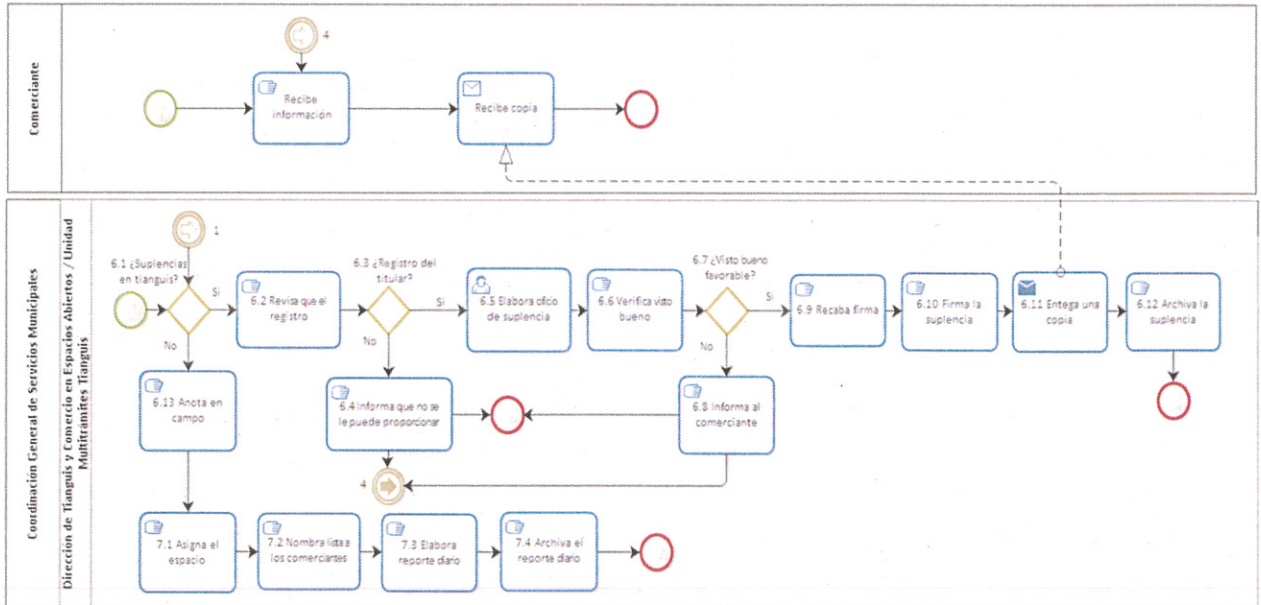 Comerciante
4
Recibe
información
Recibe copia
Coordinación General de Servicios Municipales
Dirección de Tianguis y Comercio en Espacios Abiertos / Unidad
Multitrámites Tianguis
1
6.1 ¿Suplencias
en tianguis?
Si
No
6.2 Revisa que el
registro
6.3 ¿Registro del
titular?
Si
No
6.5 Elabora oficio
de suplencia
6.6 Verifica visto
bueno
6.7 ¿Visto bueno
favorable?
Si
No
6.9 Recaba firma
6.10 Firma la
suplencia
6.11 Entega una
copia
6.12 Archiva la
suplencia
6.13 Anota en
campo
6.4 Informa que no se
le puede proporcionar
6.8 Informa al
comerciante
4
7.1 Asigna el
espacio
7.2 Nombra lista a
los comerciantes
7.3 Elabora
reporte diario
7.4 Archiva el
reporte diario